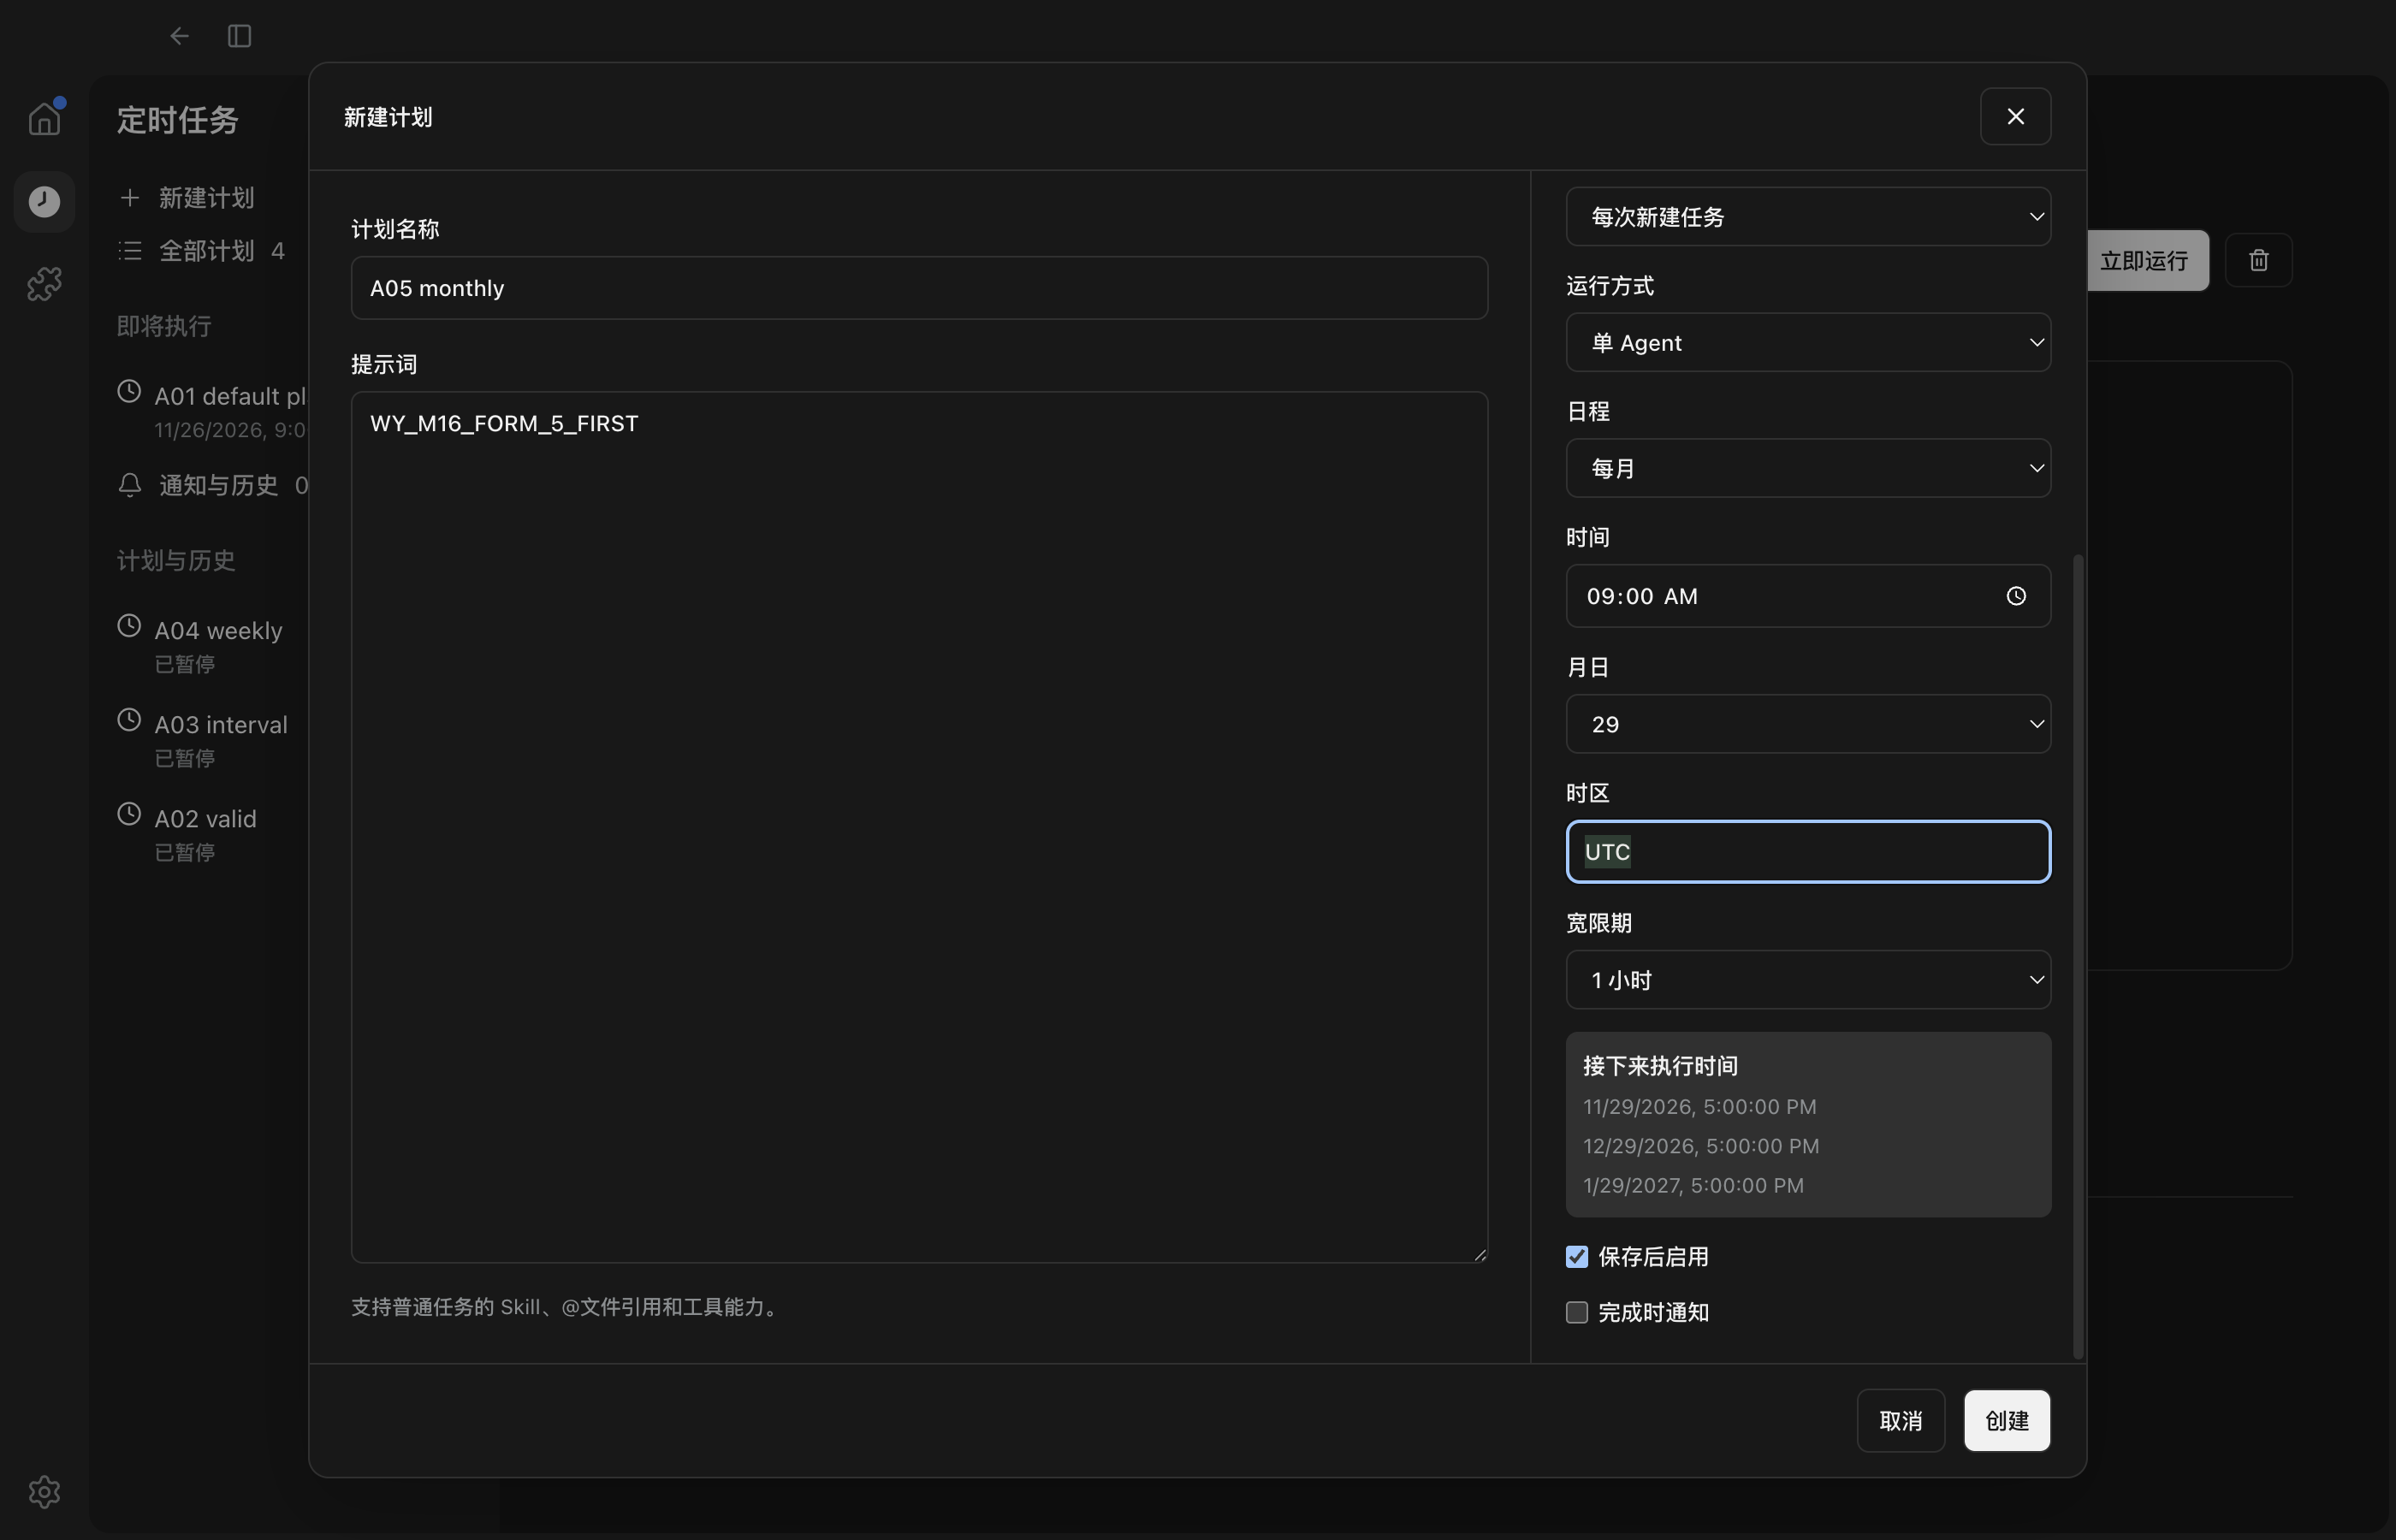 定时任务
新建计划
全部计划 4
即将执行
A01 default pl
11/26/2026, 9:0
通知与历史 0
计划与历史
A04 weekly
已暂停
A03 interval
已暂停
A02 valid
已暂停
新建计划
计划名称
A05 monthly
提示词
WY_M16_FORM_5_FIRST
支持普通任务的 Skill、@文件引用和工具能力。
每次新建任务
运行方式
单 Agent
日程
每月
时间
09:00 AM
月日
29
时区
UTC
宽限期
1 小时
接下来执行时间
11/29/2026, 5:00:00 PM
12/29/2026, 5:00:00 PM
1/29/2027, 5:00:00 PM
保存后启用
完成时通知
取消
创建
立即运行